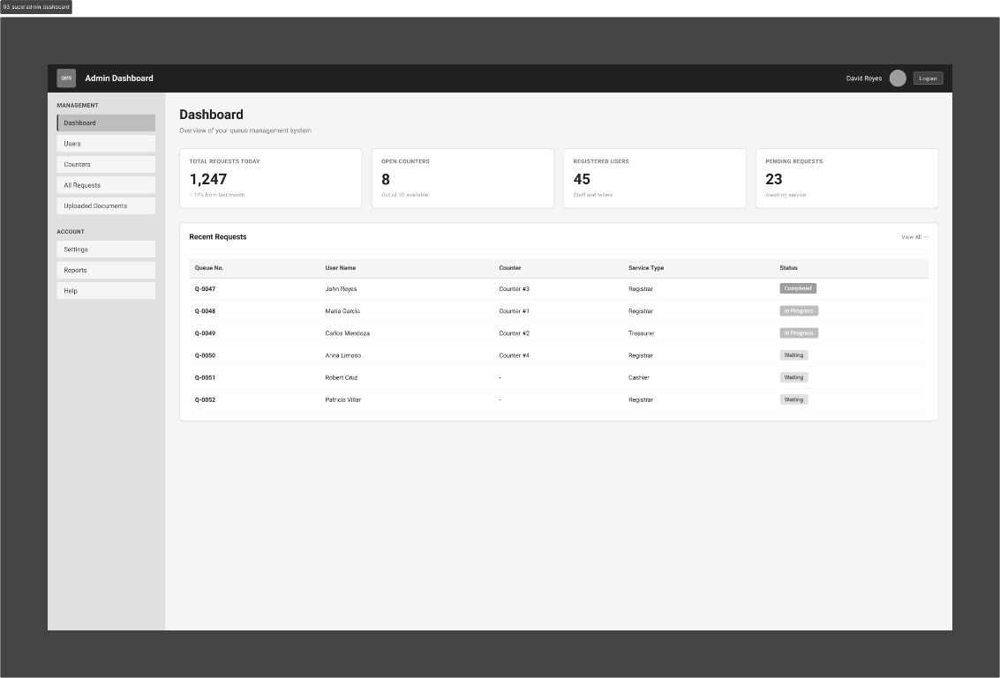 03_superadmin_dashboard
QMS
Admin Dashboard
David Reyes
Logout
MANAGEMENT
Dashboard
Users
Counters
All Requests
Uploaded Documents
ACCOUNT
Settings
Reports
Help
Dashboard
Overview of your queue management system
TOTAL REQUESTS TODAY
1,247
↑12% from last month
OPEN COUNTERS
8
Out of 10 available
REGISTERED USERS
45
Staff and tellers
PENDING REQUESTS
23
Awaiting service
Recent Requests
View All →
Queue No. User Name Counter Service Type Status
Q-0047 John Reyes Counter #3 Registrar Completed
Q-0048 Maria Garcia Counter #1 Registrar In Progress
Q-0049 Carlos Mendoza Counter #2 Treasurer In Progress
Q-0050 Anna Limoso Counter #4 Registrar Waiting
Q-0051 Robert Cruz - Cashier Waiting
Q-0052 Patricia Villar - Registrar Waiting